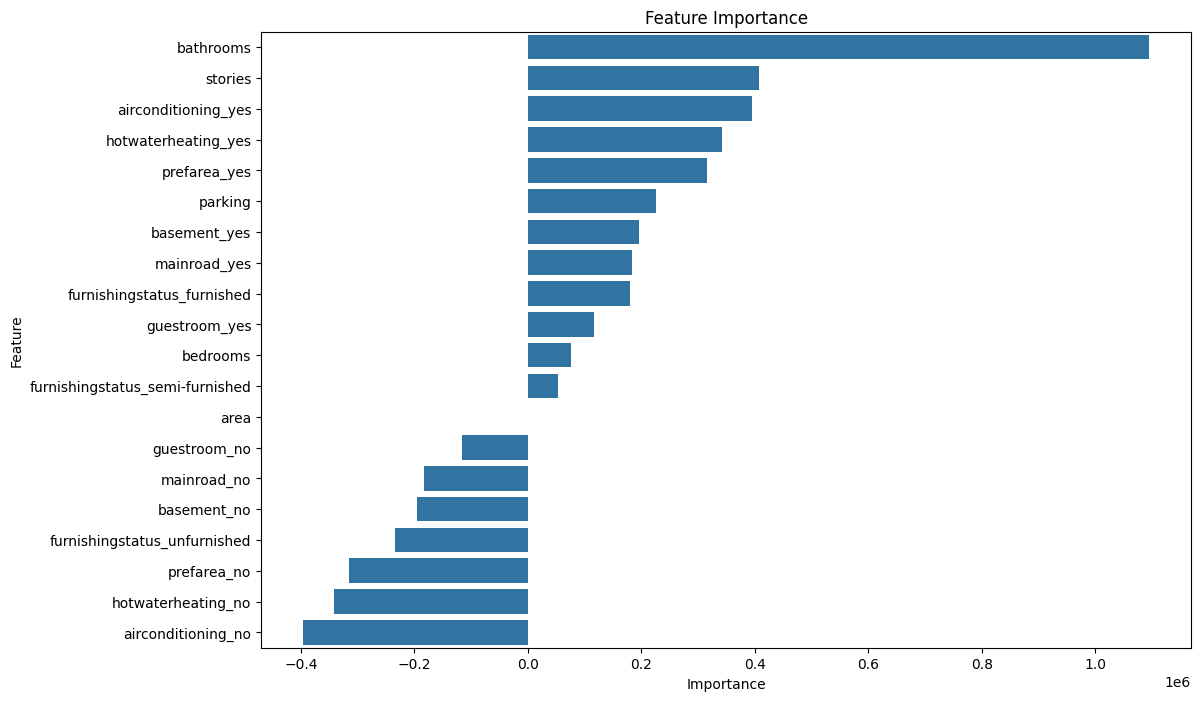 Feature Importance
bathrooms
stories
airconditioning_yes
hotwaterheating_yes
prefarea_yes
parking
basement_yes
mainroad_yes
furnishingstatus_furnished
guestroom_yes
bedrooms
furnishingstatus_semi-furnished
area
guestroom_no
mainroad_no
basement_no
furnishingstatus_unfurnished
prefarea_no
hotwaterheating_no
airconditioning_no
Feature
−0.4 −0.2 0.0 0.2 0.4 0.6 0.8 1.0
1e6
Importance